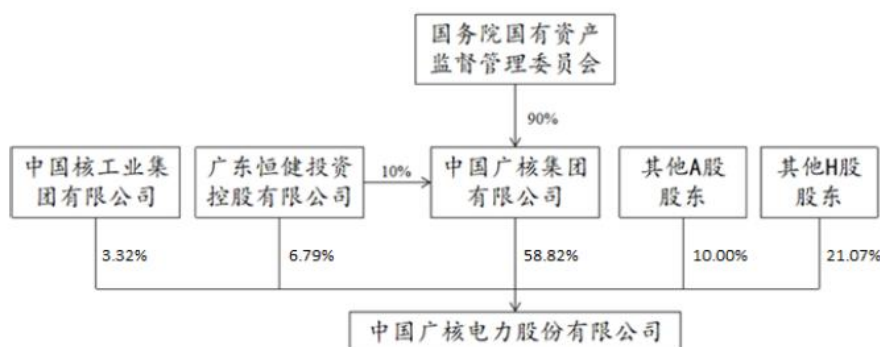 国务院国有资产
监督管理委员会
90%
中国核工业集
团有限公司
广东恒健投资
控股有限公司
10%
中国广核集团
有限公司
其他A股
股东
其他H股
股东
3.32%
6.79%
58.82%
10.00%
21.07%
中国广核电力股份有限公司